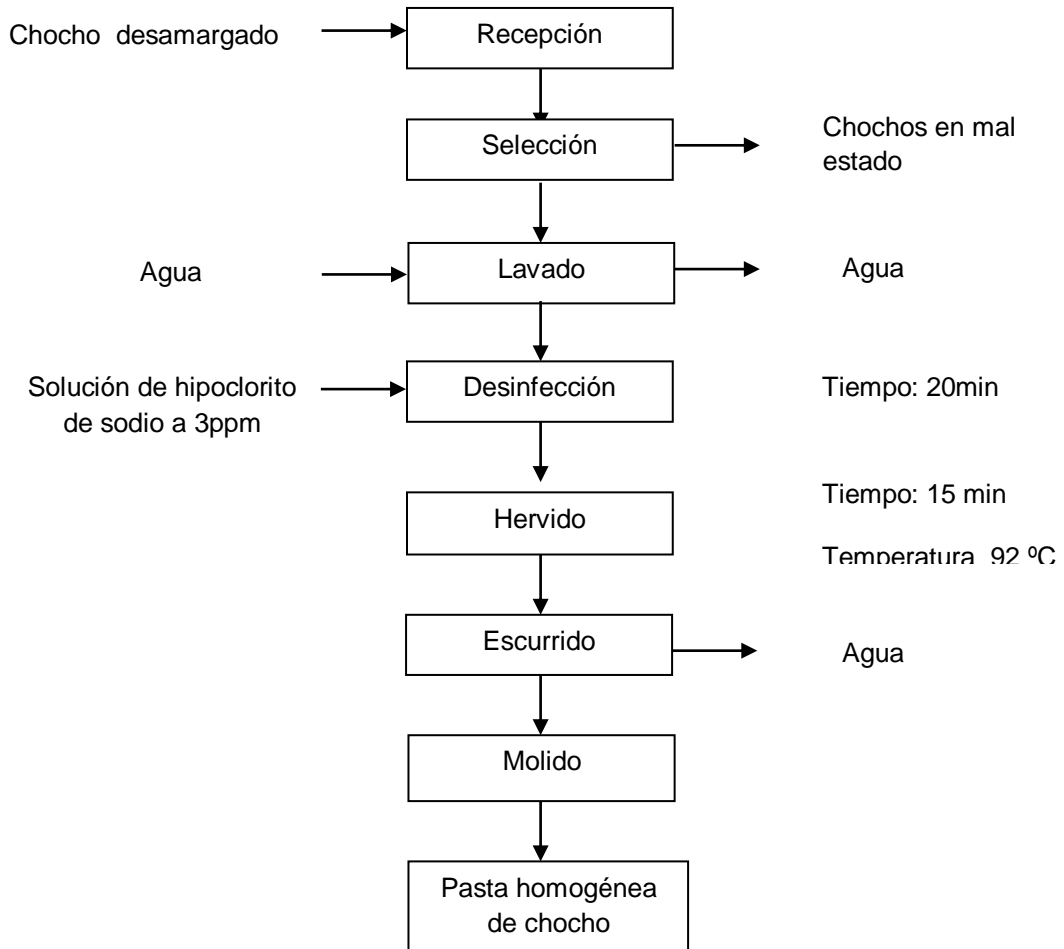 Chocho desamargado
Recepción
Selección
Chochos en mal
estado
Agua
Lavado
Agua
Solución de hipoclorito
de sodio a 3ppm
Desinfección
Tiempo: 20min
Hervido
Tiempo: 15 min
Temperatura 92 ºC
Escurrido
Agua
Molido
Pasta homogénea
de chocho